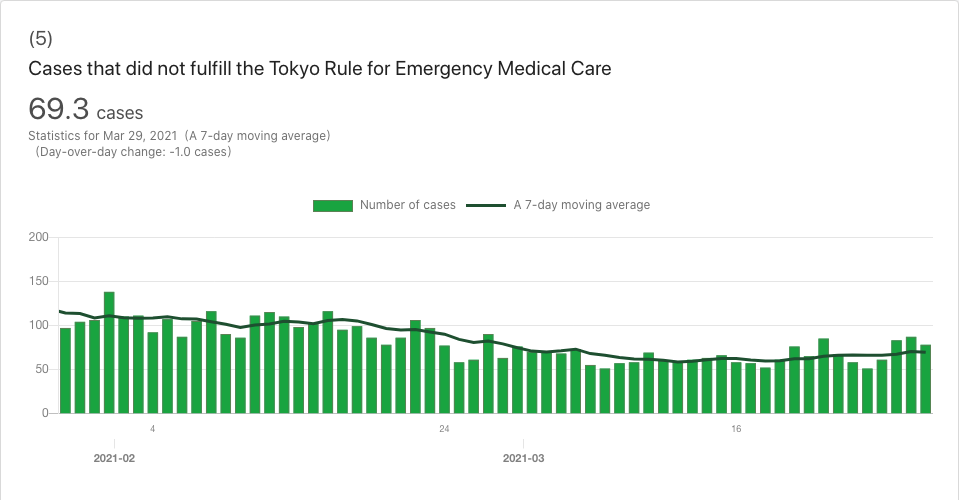 (5)
Cases that did not fulfill the Tokyo Rule for Emergency Medical Care
69.3 cases
Statistics for Mar 29, 2021 (A 7-day moving average)
(Day-over-day change: -1.0 cases)
Number of cases A 7-day moving average
200
150
100
50
0
4 24 16
2021-02 2021-03